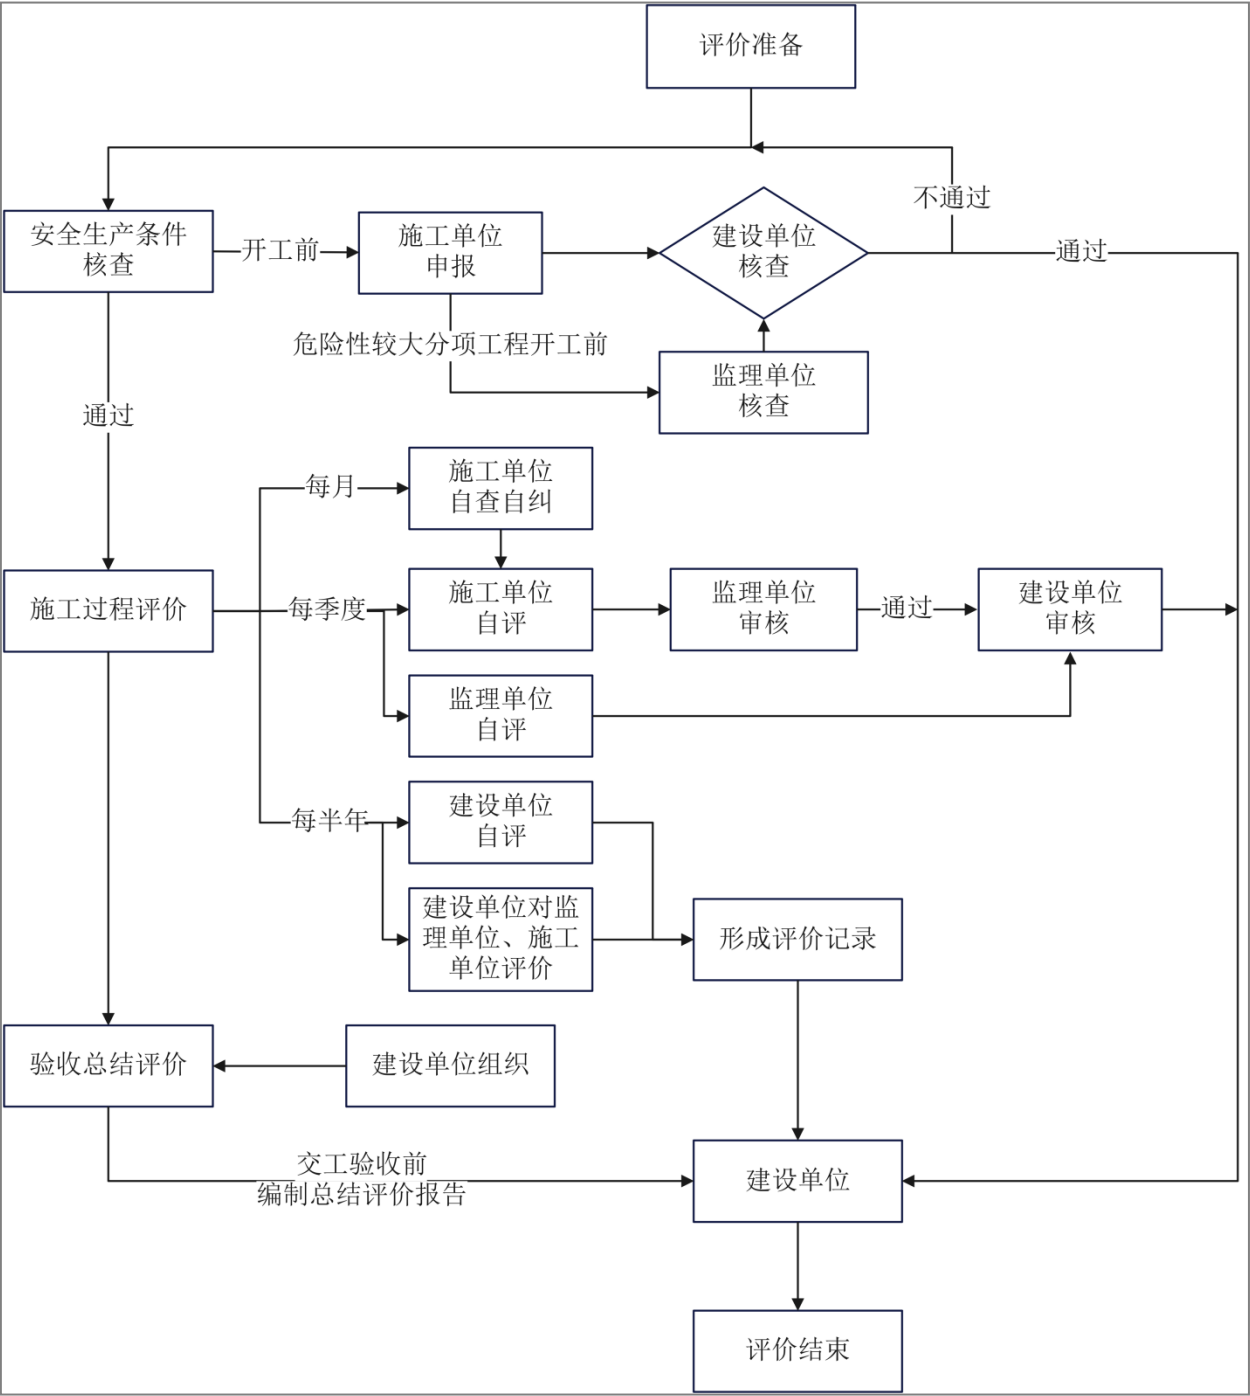 评价准备
不通过
安全生产条件
核查
开工前
施工单位
申报
建设单位
核查
通过
危险性较大分项工程开工前
监理单位
核查
通过
每月
施工单位
自查自纠
施工过程评价
每季度
施工单位
自评
监理单位
审核
通过
建设单位
审核
监理单位
自评
每半年
建设单位
自评
建设单位对监
理单位、施工
单位评价
形成评价记录
验收总结评价
建设单位组织
交工验收前
编制总结评价报告
建设单位
评价结束